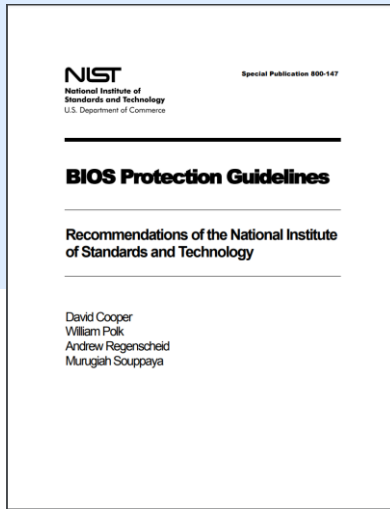 NIST
Special Publication 800-147
National Institute of
Standards and Technology
U.S. Department of Commerce
BIOS Protection Guidelines
Recommendations of the National Institute
of Standards and Technology
David Cooper
William Polk
Andrew Regenscheid
Murugiah Souppaya